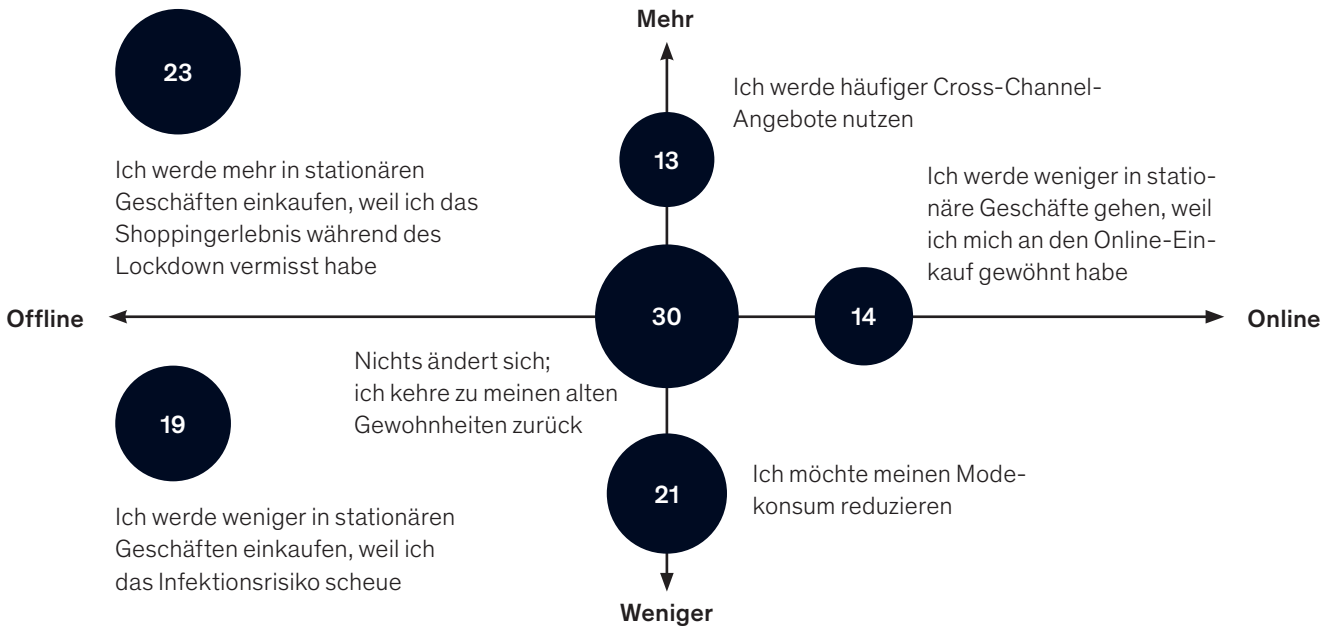 Mehr
23
Ich werde häufiger Cross-Channel-
Angebote nutzen
13
Ich werde mehr in stationären
Geschäften einkaufen, weil ich das
Shoppingerlebnis während des
Lockdown vermisst habe
Ich werde weniger in statio-
näre Geschäfte gehen, weil
ich mich an den Online-Ein-
kauf gewöhnt habe
Offline
30
14
Online
Nichts ändert sich;
ich kehre zu meinen alten
Gewohnheiten zurück
19
21
Ich möchte meinen Mode-
konsum reduzieren
Ich werde weniger in stationären
Geschäften einkaufen, weil ich
das Infektionsrisiko scheue
Weniger